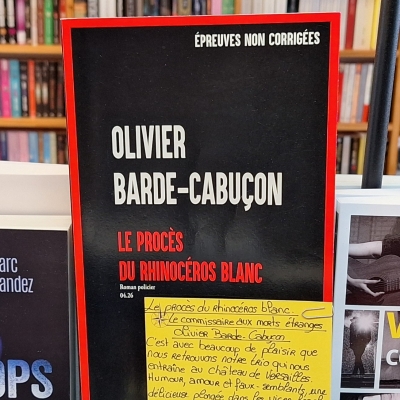 ÉPREUVES NON CORRIGÉES
OLIVIER
BARDE-CABUÇON
LE PROCÈS
DU RHINOCÉROS BLANC
Roman policier
04.26
Le procès du rhinocéros blanc.
Le commissaire aux morts étranges
Olivier Barde-Cabuçon
C'est avec beaucoup de plaisir que
nous retrouvons notre trio qui nous
entraîne au château de Versailles.
Humour, amour et faux-semblants, une
délicieuse plongée dans les
arc
andez
OPS